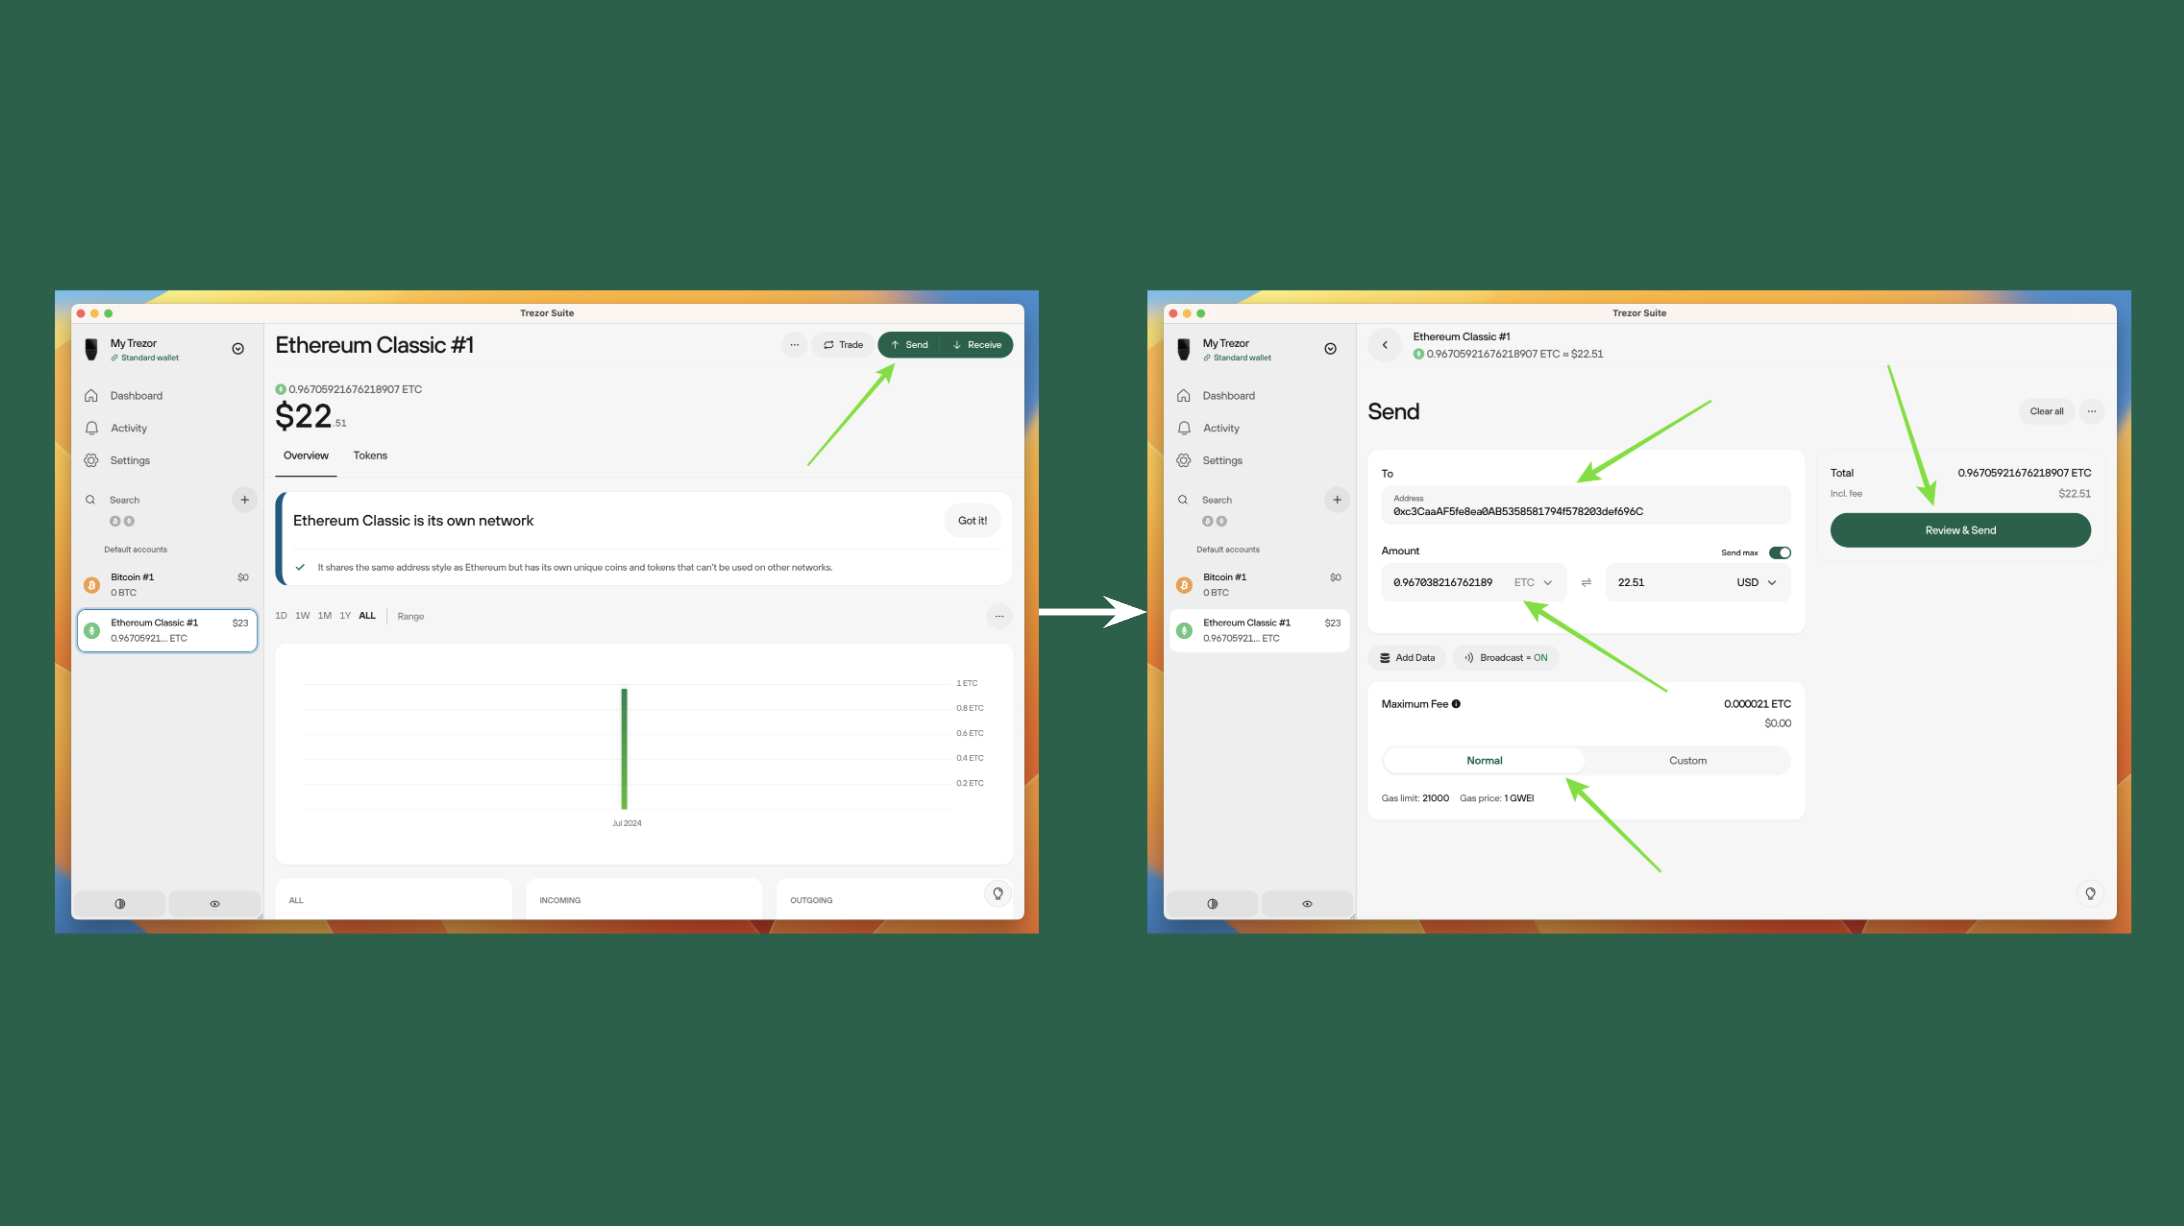 Trezor Suite
My Trezor
Standard wallet
Dashboard
Activity
Settings
Search
Default accounts
Bitcoin #1 $0
0 BTC
Ethereum Classic #1 $23
0.96705921... ETC
Ethereum Classic #1
... Trade Send Receive
0.96705921676218907 ETC
$22.51
Overview Tokens
Ethereum Classic is its own network
Got it!
It shares the same address style as Ethereum but has its own unique coins and tokens that can't be used on other networks.
1D 1W 1M 1Y ALL Range
1 ETC
0.8 ETC
0.6 ETC
0.4 ETC
0.2 ETC
Jul 2024
ALL INCOMING OUTGOING
Trezor Suite
My Trezor
Standard wallet
Dashboard
Activity
Settings
Search
Default accounts
Bitcoin #1 $0
0 BTC
Ethereum Classic #1 $23
0.96705921... ETC
Ethereum Classic #1
0.96705921676218907 ETC ≈ $22.51
Send
Clear all
To
Address
0xc3CaaAF5fe8ea0AB5358581794f578203def696C
Amount Send max
0.967038216762189 ETC 22.51 USD
Add Data Broadcast = ON
Maximum Fee 0.000021 ETC
$0.00
Normal Custom
Gas limit: 21000 Gas price: 1 GWEI
Total 0.96705921676218907 ETC
Incl. fee $22.51
Review & Send